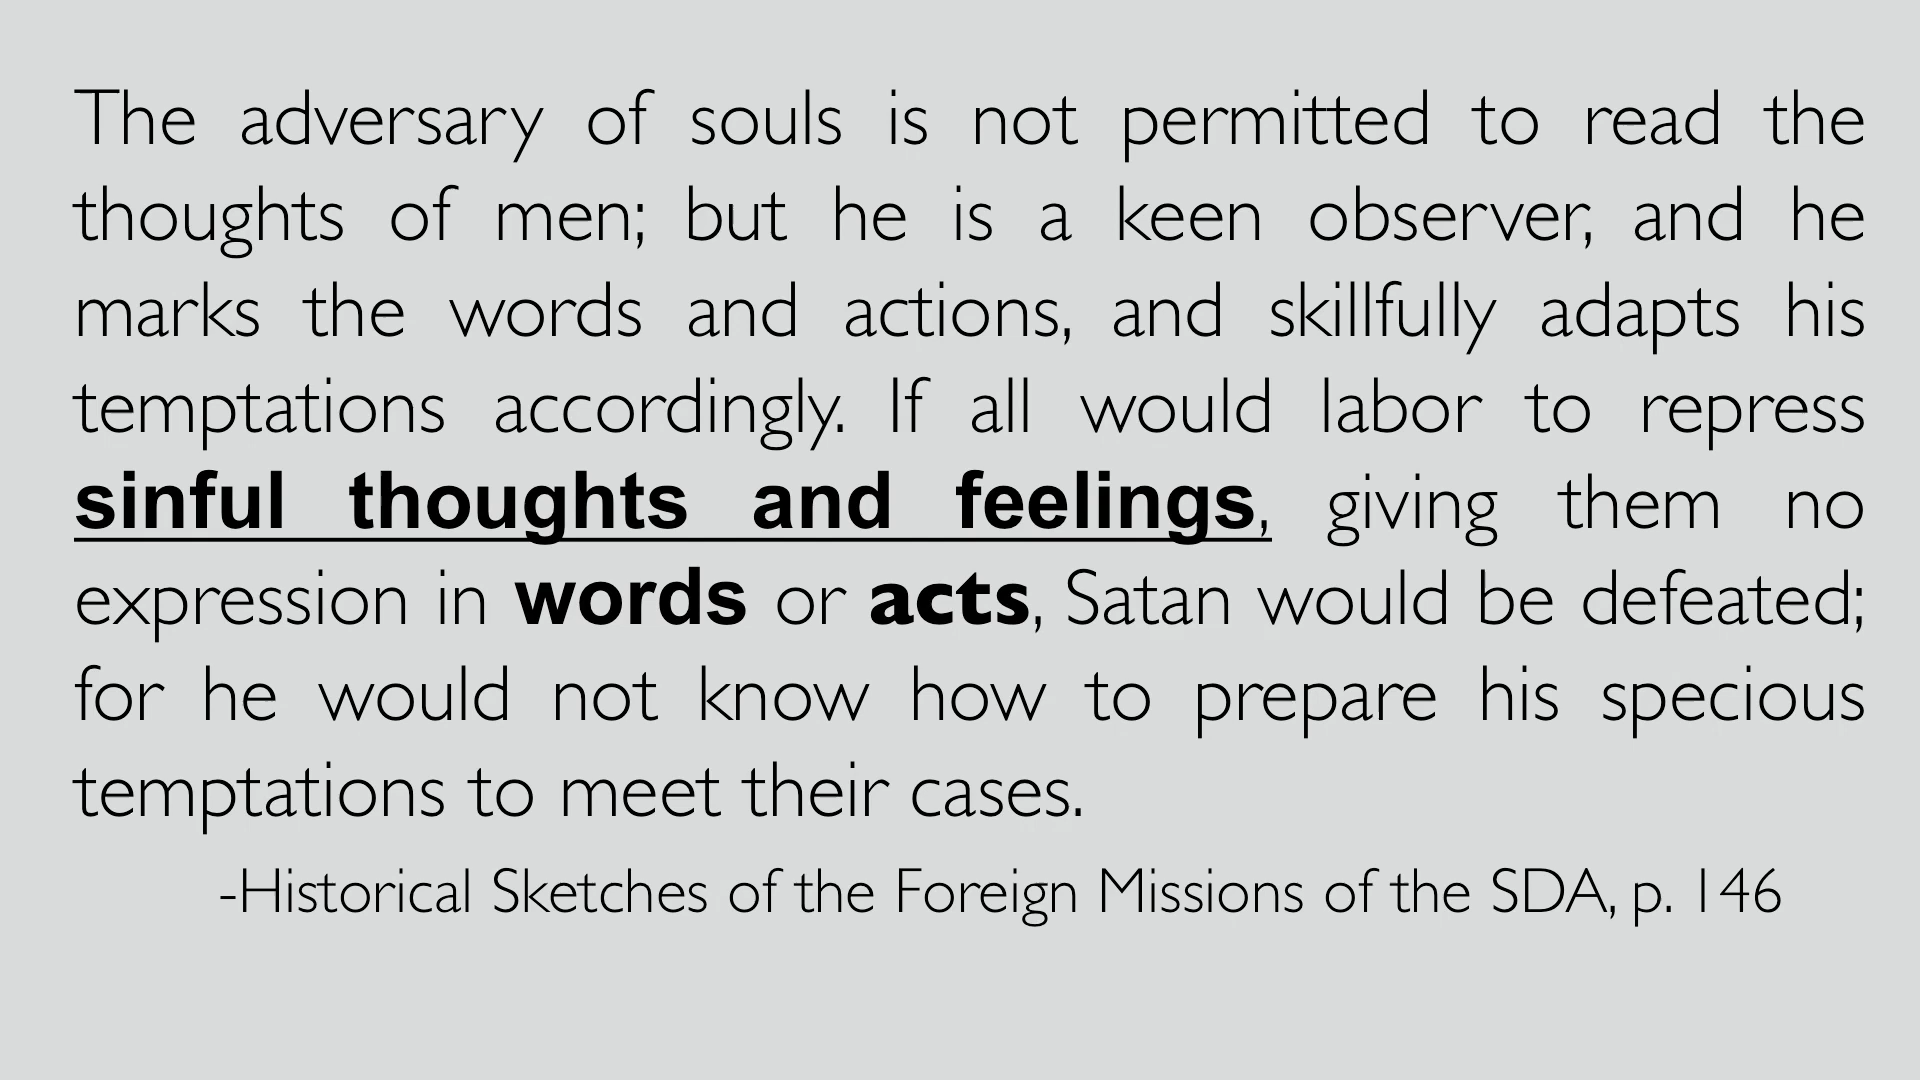 The adversary of souls is not permitted to read the
thoughts of men; but he is a keen observer, and he
marks the words and actions, and skillfully adapts his
temptations accordingly. If all would labor to repress
sinful thoughts and feelings, giving them no
expression in words or acts, Satan would be defeated;
for he would not know how to prepare his specious
temptations to meet their cases.
-Historical Sketches of the Foreign Missions of the SDA, p. 146